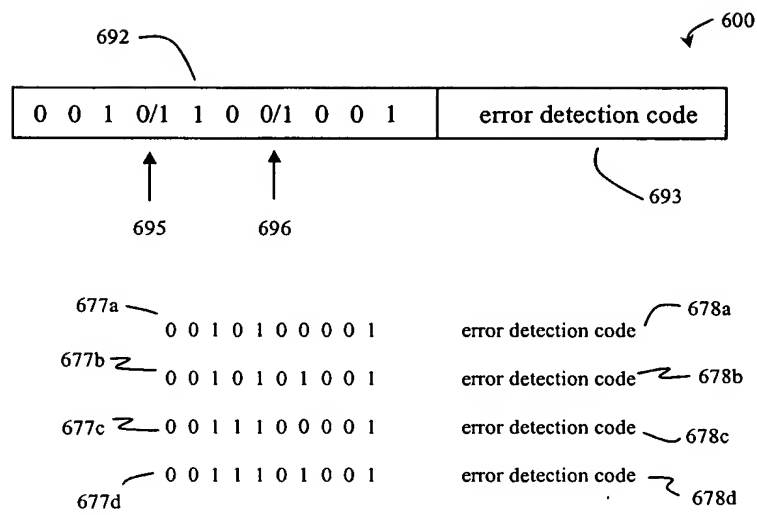 600
692
0 0 1 0/1 1 0 0/1 0 0 1 error detection code
695 696 693
677a 0 0 1 0 1 0 0 0 0 1 error detection code 678a
677b 0 0 1 0 1 0 1 0 0 1 error detection code 678b
677c 0 0 1 1 1 0 0 0 0 1 error detection code 678c
677d 0 0 1 1 1 0 1 0 0 1 error detection code 678d